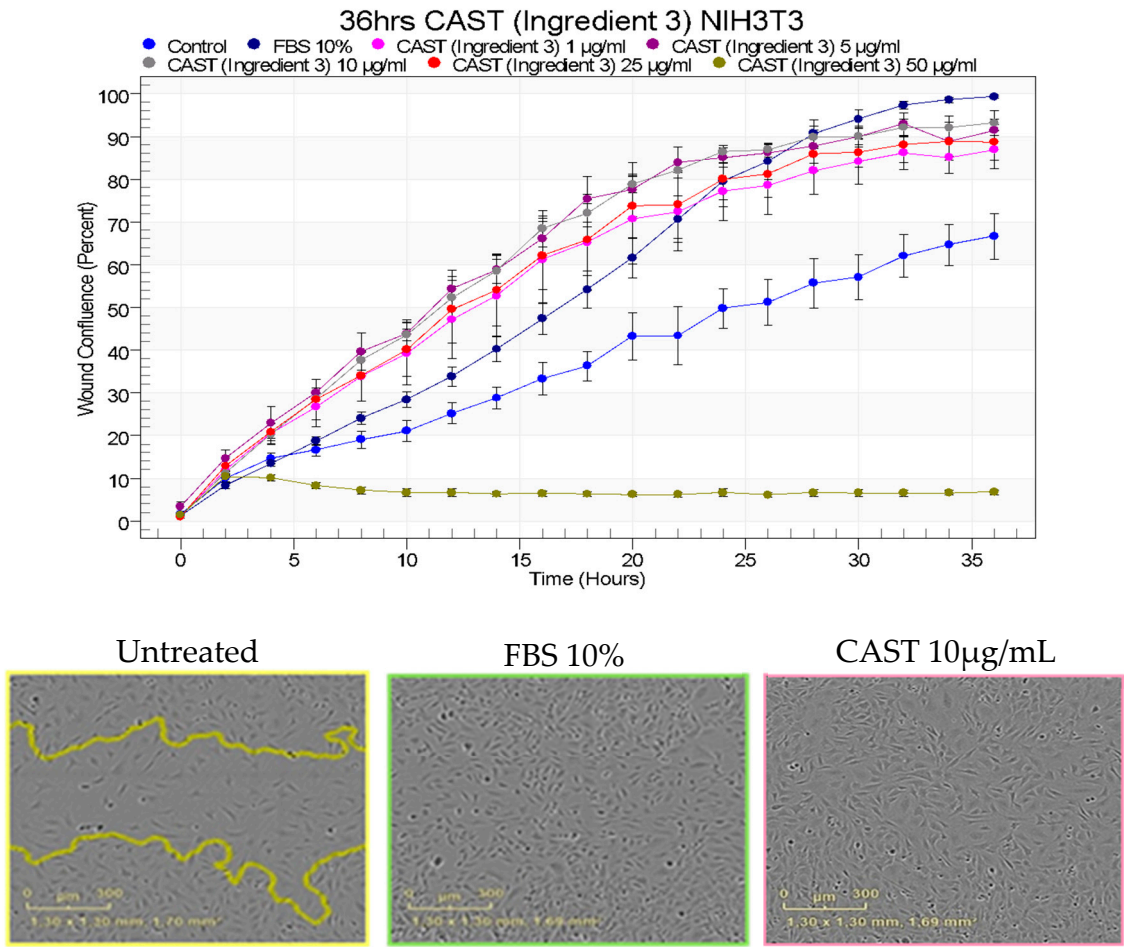 36hrs CAST (Ingredient 3) NIH3T3
Control FBS 10% CAST (Ingredient 3) 1 µg/ml CAST (Ingredient 3) 5 µg/ml
CAST (Ingredient 3) 10 µg/ml CAST (Ingredient 3) 25 µg/ml CAST (Ingredient 3) 50 µg/ml
100
90
80
70
60
50
40
30
20
10
0
Wound Confluence (Percent)
0 5 10 15 20 25 30 35
Time (Hours)
Untreated FBS 10% CAST 10µg/mL
0 µm 300 0 µm 300 0 µm 300
1,30 x 1,30 mm, 1,70 mm² 1,30 x 1,30 mm, 1,69 mm² 1,30 x 1,30 mm, 1,69 mm²